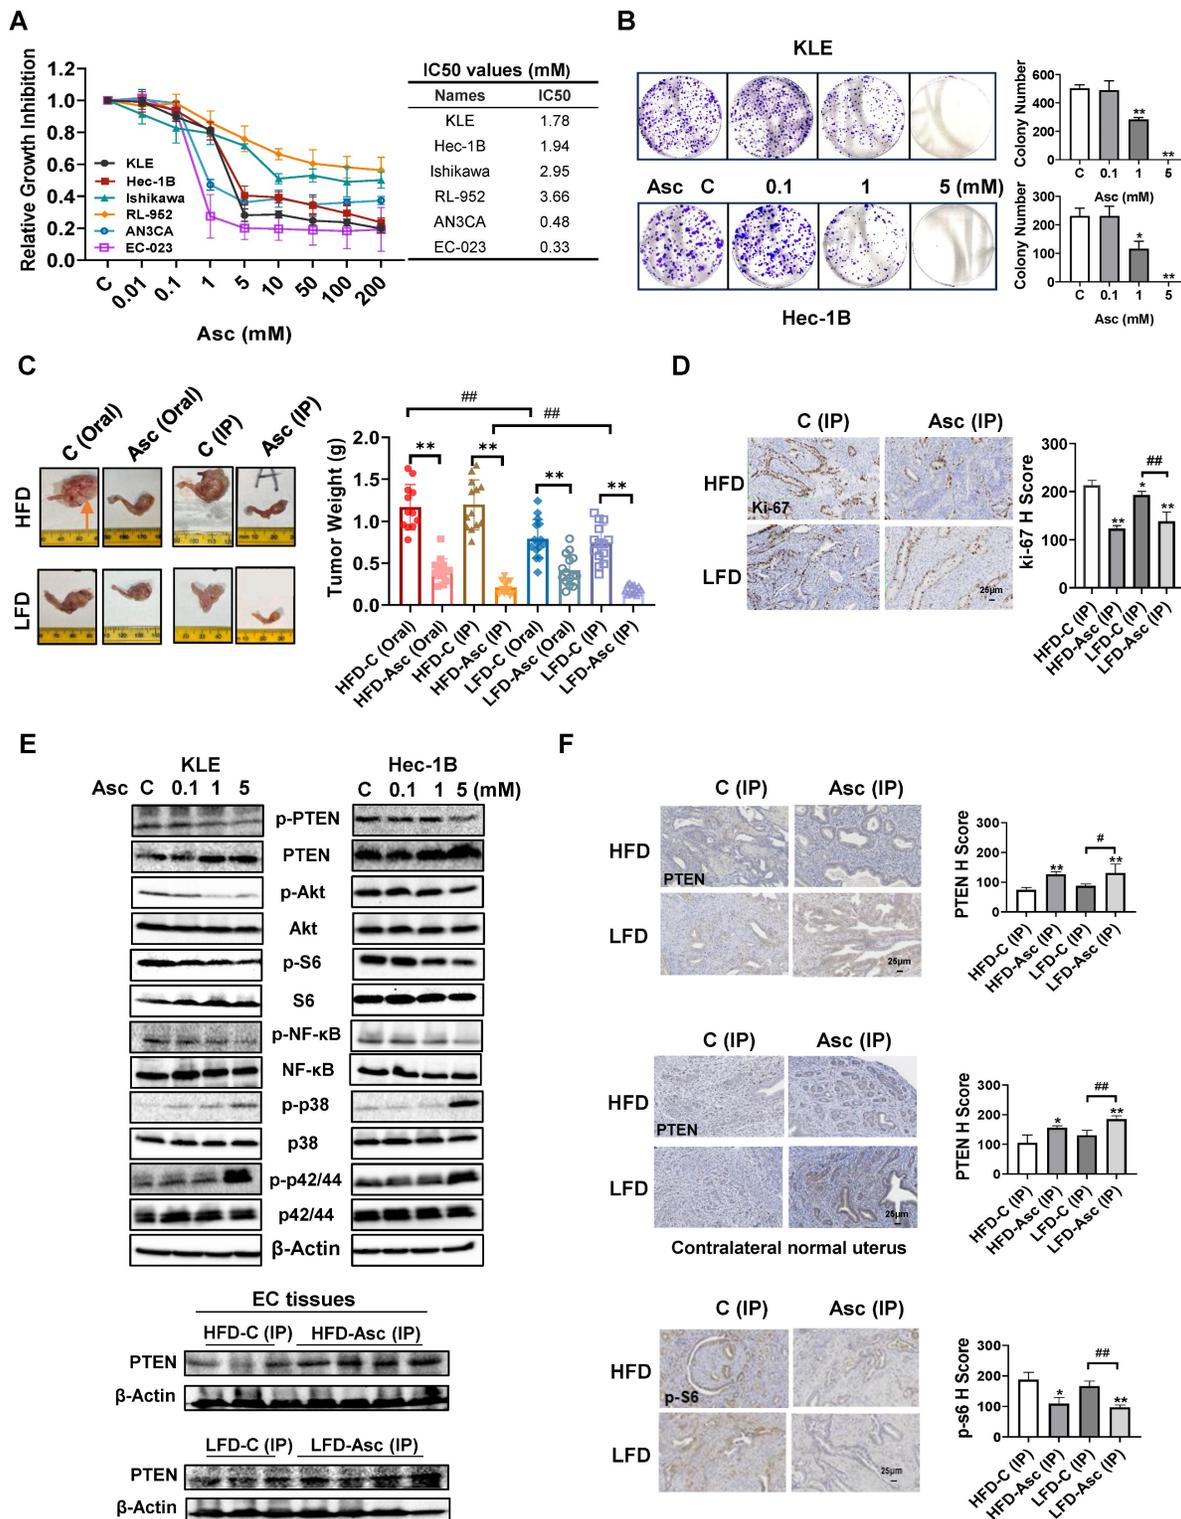 A
Relative Growth Inhibition
1.2
1.0
0.8
0.6
0.4
0.2
0.0
KLE
Hec-1B
Ishikawa
RL-952
AN3CA
EC-023
C 0.01 0.1 1 5 10 50 100 200
Asc (mM)
IC50 values (mM)
Names IC50
KLE 1.78
Hec-1B 1.94
Ishikawa 2.95
RL-952 3.66
AN3CA 0.48
EC-023 0.33
B
KLE
Asc C 0.1 1 5 (mM)
Hec-1B
Colony Number
600
400
200
0
**
**
C 0.1 1 5
Asc (mM)
Colony Number
300
200
100
0
*
**
C 0.1 1 5
Asc (mM)
C
C (Oral) Asc (Oral) C (IP) Asc (IP)
HFD
LFD
Tumor Weight (g)
2.0
1.5
1.0
0.5
0.0
##
##
** ** ** **
HFD-C (Oral)
HFD-Asc (Oral)
HFD-C (IP)
HFD-Asc (IP)
LFD-C (Oral)
LFD-Asc (Oral)
LFD-C (IP)
LFD-Asc (IP)
D
C (IP) Asc (IP)
HFD
Ki-67
LFD
25μm
ki-67 H Score
300
200
100
0
##
** * **
HFD-C (IP)
HFD-Asc (IP)
LFD-C (IP)
LFD-Asc (IP)
E
KLE Hec-1B
Asc C 0.1 1 5 C 0.1 1 5 (mM)
p-PTEN
PTEN
p-Akt
Akt
p-S6
S6
p-NF-κB
NF-κB
p-p38
p38
p-p42/44
p42/44
β-Actin
EC tissues
HFD-C (IP) HFD-Asc (IP)
PTEN
β-Actin
LFD-C (IP) LFD-Asc (IP)
PTEN
β-Actin
F
C (IP) Asc (IP)
HFD
PTEN
LFD
25μm
PTEN H Score
300
200
100
0
#
** **
HFD-C (IP)
HFD-Asc (IP)
LFD-C (IP)
LFD-Asc (IP)
C (IP) Asc (IP)
HFD
PTEN
LFD
25μm
Contralateral normal uterus
PTEN H Score
300
200
100
0
##
* **
HFD-C (IP)
HFD-Asc (IP)
LFD-C (IP)
LFD-Asc (IP)
C (IP) Asc (IP)
HFD
p-S6
LFD
25μm
p-s6 H Score
300
200
100
0
##
* **
HFD-C (IP)
HFD-Asc (IP)
LFD-C (IP)
LFD-Asc (IP)